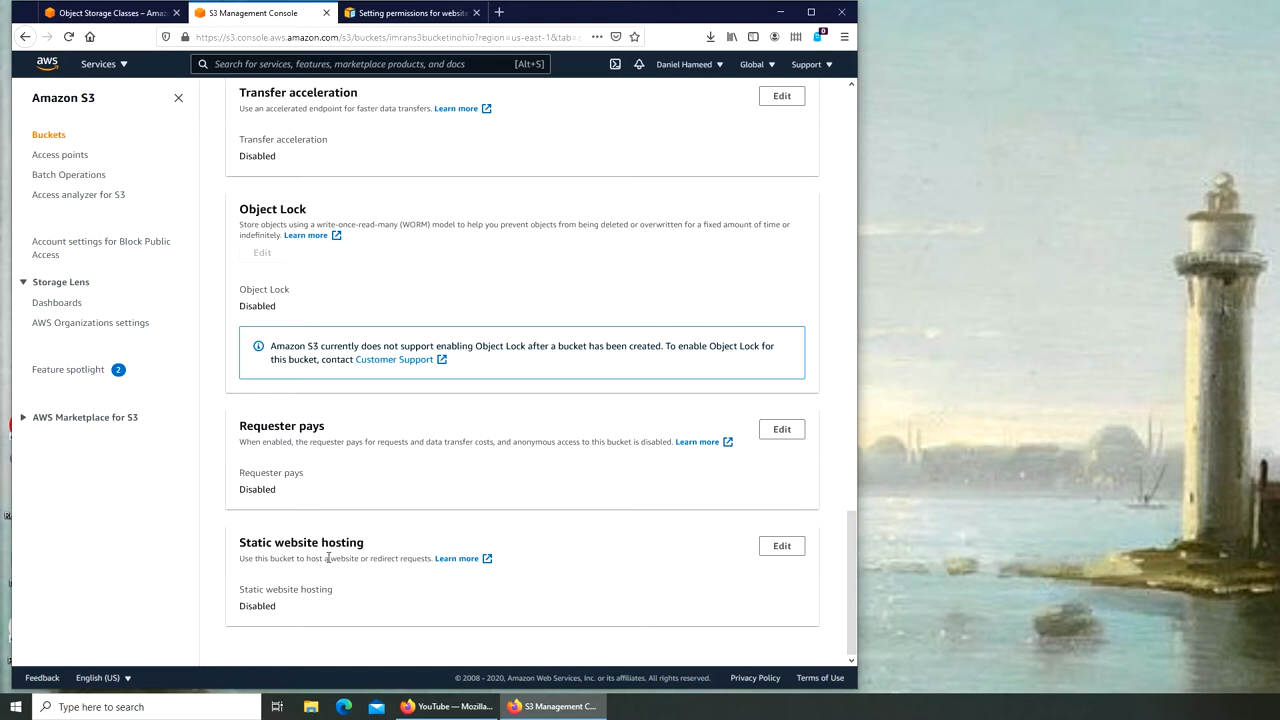 Object Storage Classes – Amaz
S3 Management Console
Setting permissions for website
https://s3.console.aws.amazon.com/s3/buckets/imrans3bucketinohio?region=us-east-1&tab=
0
aws
Services
Search for services, features, marketplace products, and docs
[Alt+S]
Daniel Hameed
Global
Support
Amazon S3
Buckets
Access points
Batch Operations
Access analyzer for S3
Account settings for Block Public
Access
Storage Lens
Dashboards
AWS Organizations settings
Feature spotlight
2
AWS Marketplace for S3
Transfer acceleration
Edit
Use an accelerated endpoint for faster data transfers. Learn more
Transfer acceleration
Disabled
Object Lock
Store objects using a write-once-read-many (WORM) model to help you prevent objects from being deleted or overwritten for a fixed amount of time or
indefinitely. Learn more
Edit
Object Lock
Disabled
Amazon S3 currently does not support enabling Object Lock after a bucket has been created. To enable Object Lock for
this bucket, contact Customer Support
Requester pays
Edit
When enabled, the requester pays for requests and data transfer costs, and anonymous access to this bucket is disabled. Learn more
Requester pays
Disabled
Static website hosting
Edit
Use this bucket to host a website or redirect requests. Learn more
Static website hosting
Disabled
Feedback
English (US)
© 2008 - 2020, Amazon Web Services, Inc. or its affiliates. All rights reserved.
Privacy Policy
Terms of Use
Type here to search
YouTube — Mozilla...
S3 Management C...